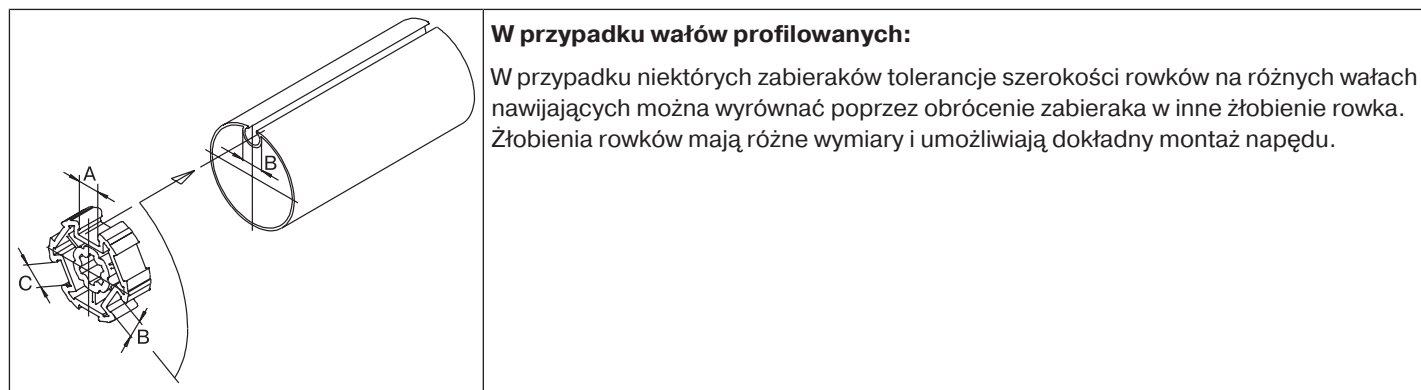 W przypadku wałów profilowanych:
W przypadku niektórych zabieraków tolerancje szerokości rowków na różnych wałach
nawijających można wyrównać poprzez obrócenie zabieraka w inne żłobienie rowka.
Żłobienia rowków mają różne wymiary i umożliwiają dokładny montaż napędu.
B
A
C
B